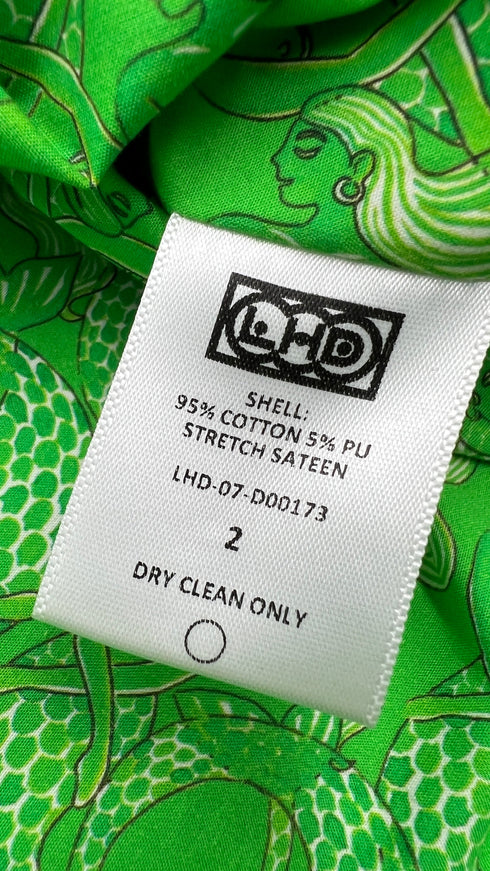 LHD
SHELL:
95% COTTON 5% PU
STRETCH SATEEN
LHD-07-D00173
2
DRY CLEAN ONLY